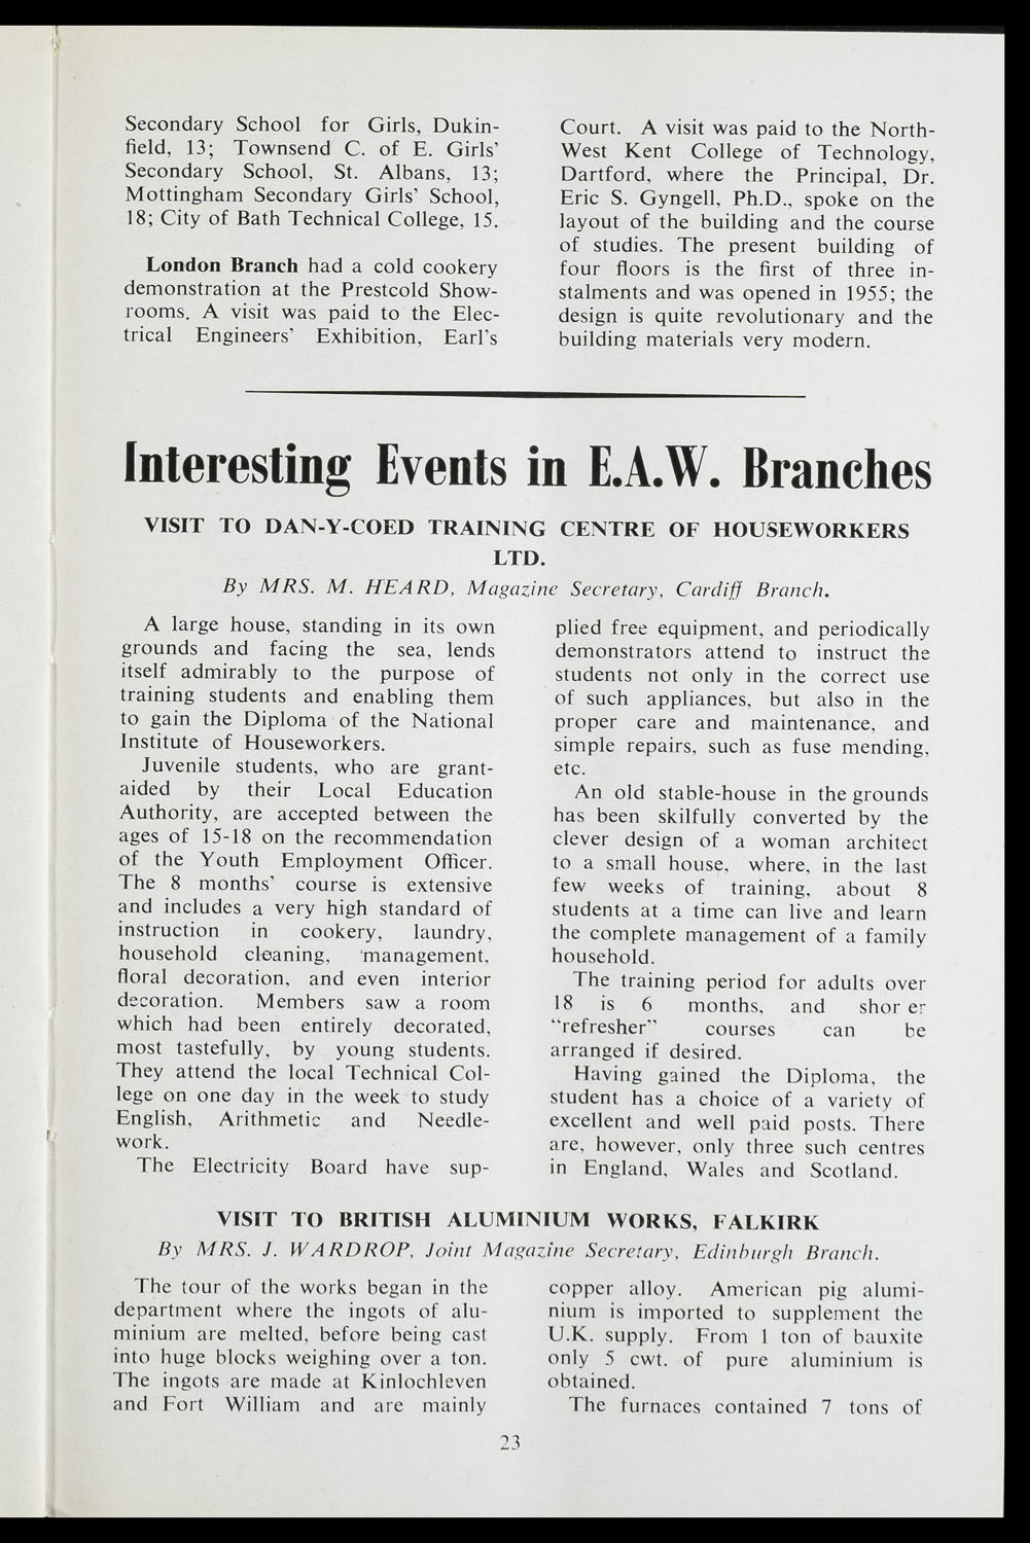 Secondary School for Girls, Dukin-
field, 13; Townsend C. of E. Girls'
Secondary School, St. Albans, 13;
Mottingham Secondary Girls' School,
18; City of Bath Technical College, 15.
London Branch had a cold cookery
demonstration at the Prestcold Show-
rooms. A visit was paid to the Elec-
trical Engineers' Exhibition, Earl's
Court. A visit was paid to the North-
West Kent College of Technology,
Dartford, where the Principal, Dr.
Eric S. Gyngell, Ph.D., spoke on the
layout of the building and the course
of studies. The present building of
four floors is the first of three in-
stalments and was opened in 1955; the
design is quite revolutionary and the
building materials very modern.
Interesting Events in E.A.W. Branches
VISIT TO DAN-Y-COED TRAINING CENTRE OF HOUSEWORKERS
LTD.
By MRS. M. HEARD, Magazine Secretary, Cardiff Branch.
A large house, standing in its own
grounds and facing the sea, lends
itself admirably to the purpose of
training students and enabling them
to gain the Diploma of the National
Institute of Houseworkers.
Juvenile students, who are grant-
aided by their Local Education
Authority, are accepted between the
ages of 15-18 on the recommendation
of the Youth Employment Officer.
The 8 months' course is extensive
and includes a very high standard of
instruction in cookery, laundry,
household cleaning, 'management,
floral decoration, and even interior
decoration. Members saw a room
which had been entirely decorated,
most tastefully, by young students.
They attend the local Technical Col-
lege on one day in the week to study
English, Arithmetic and Needle-
work.
The Electricity Board have sup-
plied free equipment, and periodically
demonstrators attend to instruct the
students not only in the correct use
of such appliances, but also in the
proper care and maintenance, and
simple repairs, such as fuse mending,
etc.
An old stable-house in the grounds
has been skilfully converted by the
clever design of a woman architect
to a small house, where, in the last
few weeks of training, about 8
students at a time can live and learn
the complete management of a family
household.
The training period for adults over
18 is 6 months, and shor er
"refresher" courses can be
arranged if desired.
Having gained the Diploma, the
student has a choice of a variety of
excellent and well paid posts. There
are, however, only three such centres
in England, Wales and Scotland.
VISIT TO BRITISH ALUMINIUM WORKS, FALKIRK
By MRS. J. WARDROP, Joint Magazine Secretary, Edinburgh Branch.
The tour of the works began in the
department where the ingots of alu-
minium are melted, before being cast
into huge blocks weighing over a ton.
The ingots are made at Kinlochleven
and Fort William and are mainly
copper alloy. American pig alumi-
nium is imported to supplement the
U.K. supply. From 1 ton of bauxite
only 5 cwt. of pure aluminium is
obtained.
The furnaces contained 7 tons of
23